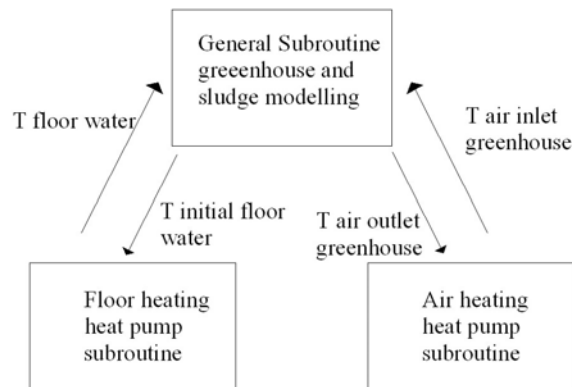 General Subroutine
greeenhouse and
sludge modelling
T floor water
T air inlet
greenhouse
T initial floor
water
T air outlet
greenhouse
Floor heating
heat pump
subroutine
Air heating
heat pump
subroutine